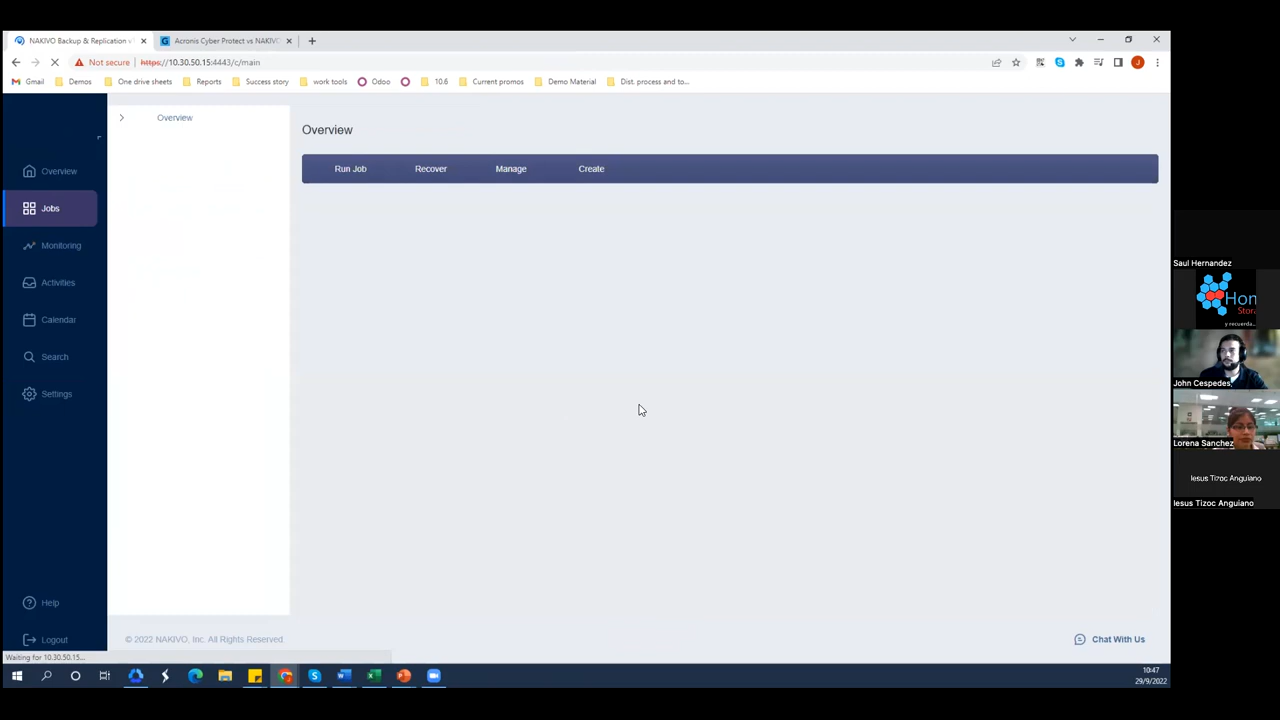 NAKIVO Backup & Replication v
Acronis Cyber Protect vs NAKIVO
Not secure
https://10.30.50.15:4443/c/main
Gmail
Demos
One drive sheets
Reports
Success story
work tools
Odoo
10.6
Current promos
Demo Material
Dist. process and to...
Overview
Overview
Run Job
Recover
Manage
Create
Overview
Jobs
Monitoring
Activities
Calendar
Search
Settings
Help
Logout
© 2022 NAKIVO, Inc. All Rights Reserved.
Chat With Us
Waiting for 10.30.50.15...
10:47
29/9/2022
Saul Hernandez
Hon
Stora
y recuerda...
John Cespedes
Lorena Sanchez
Iesus Tizoc Anguiano
Iesus Tizoc Anguiano